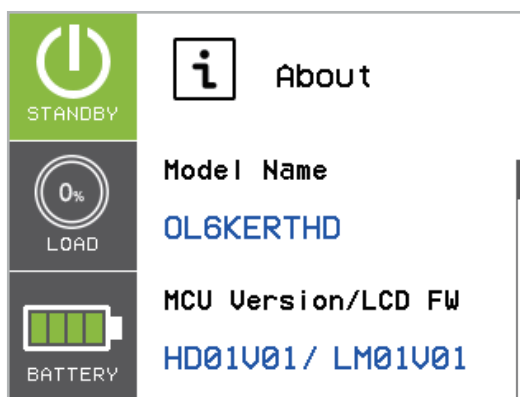 STANDBY
i About
0%
LOAD
Model Name
OL6KERTHD
MCU Version/LCD FW
HD01V01/ LM01V01
BATTERY